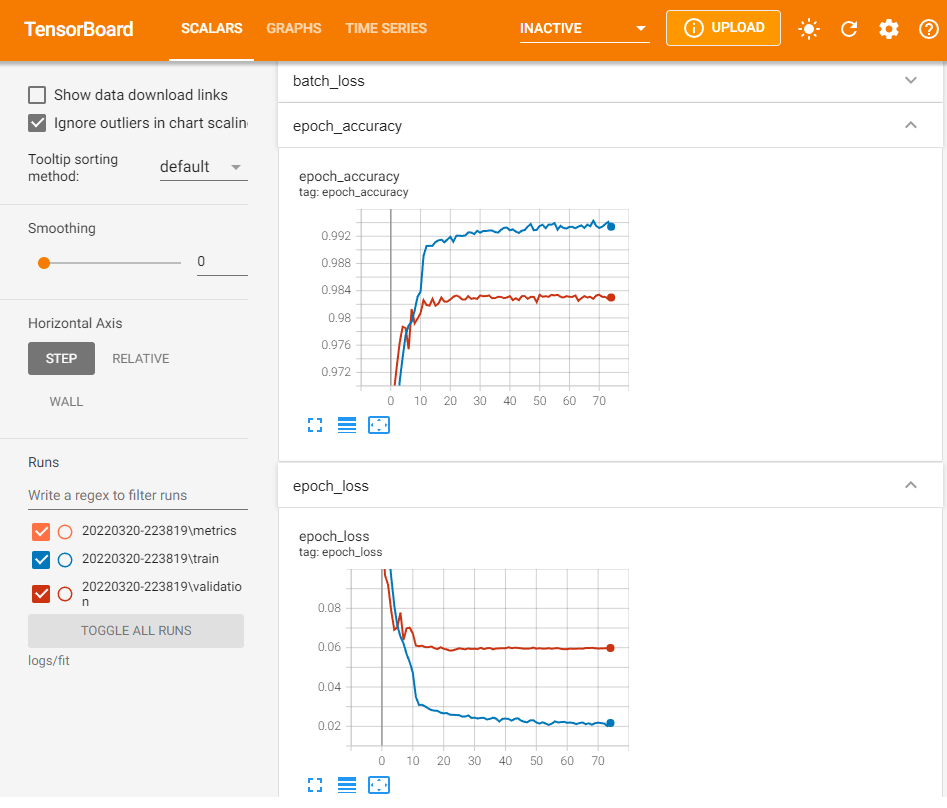 TensorBoard SCALARS GRAPHS TIME SERIES INACTIVE UPLOAD
Show data download links
Ignore outliers in chart scalin
Tooltip sorting
method:
default
Smoothing
0
Horizontal Axis
STEP RELATIVE
WALL
Runs
Write a regex to filter runs
20220320-223819\metrics
20220320-223819\train
20220320-223819\validatio
n
TOGGLE ALL RUNS
logs/fit
batch_loss
epoch_accuracy
epoch_accuracy
tag: epoch_accuracy
0.992
0.988
0.984
0.98
0.976
0.972
0 10 20 30 40 50 60 70
epoch_loss
epoch_loss
tag: epoch_loss
0.08
0.06
0.04
0.02
0 10 20 30 40 50 60 70